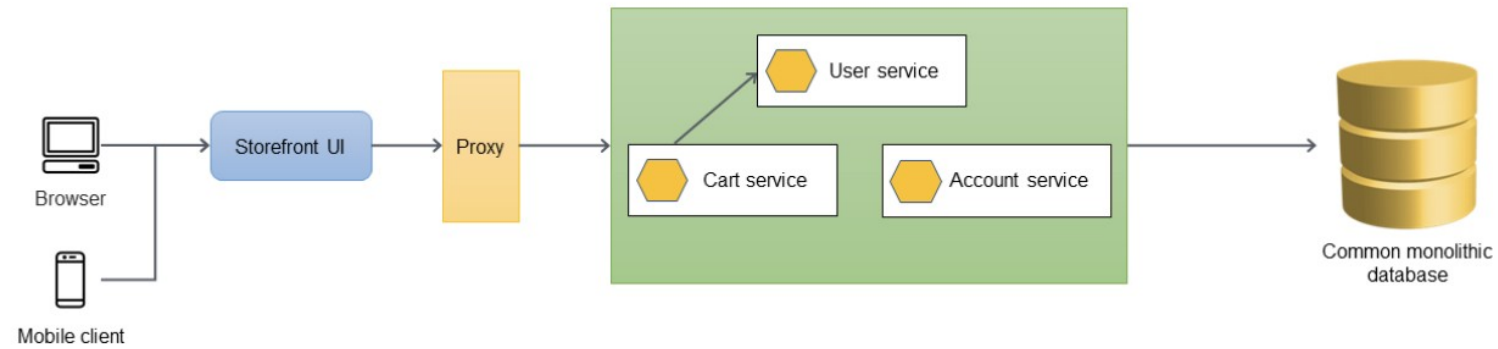 Browser
Mobile client
Storefront UI
Proxy
User service
Cart service
Account service
Common monolithic
database